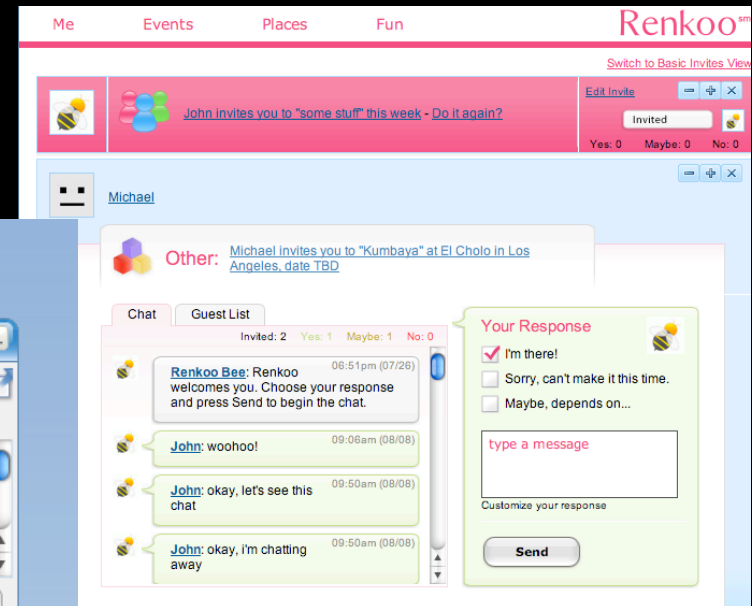 Me Events Places Fun Renkoo℠
Switch to Basic Invites View
John invites you to "some stuff" this week - Do it again?
Edit Invite
Invited
Yes: 0 Maybe: 0 No: 0
Michael
Other: Michael invites you to "Kumbaya" at El Cholo in Los
Angeles, date TBD
Chat Guest List
Invited: 2 Yes: 1 Maybe: 1 No: 0
Renkoo Bee: Renkoo 06:51pm (07/26)
welcomes you. Choose your response
and press Send to begin the chat.
John: woohoo! 09:06am (08/08)
John: okay, let's see this 09:50am (08/08)
chat
John: okay, i'm chatting 09:50am (08/08)
away
Your Response
I'm there!
Sorry, can't make it this time.
Maybe, depends on...
type a message
Customize your response
Send